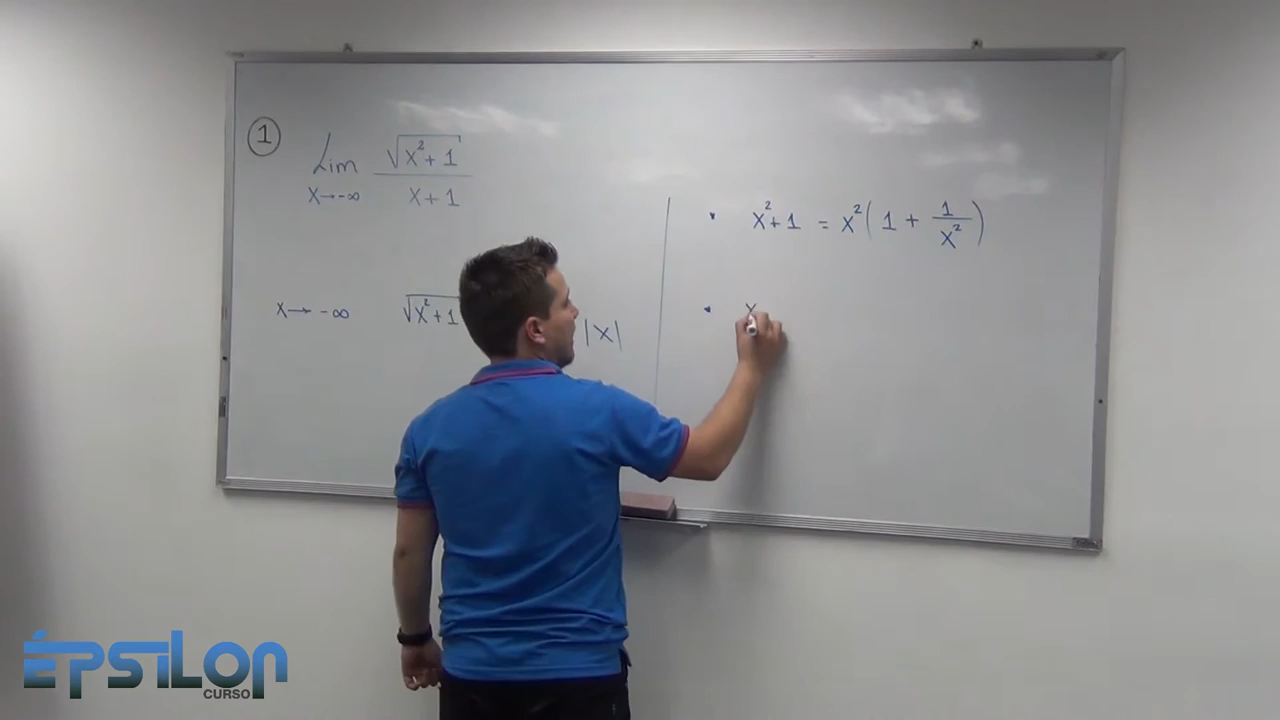 1
Lim √(x²+1)
x→-∞ x+1
x→-∞ √x²+1 |x|
• x²+1 = x²(1 + 1/x²)
• x
ÉPSILON
CURSO